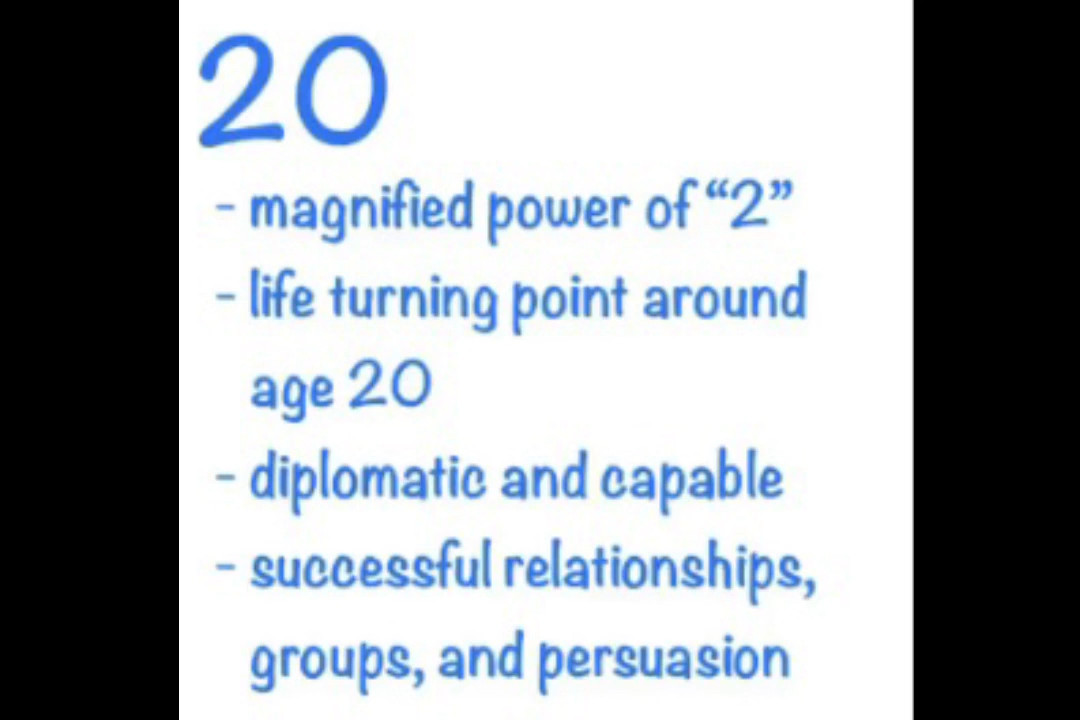 20
- magnified power of “2”
- life turning point around
age 20
- diplomatic and capable
- successful relationships,
groups, and persuasion